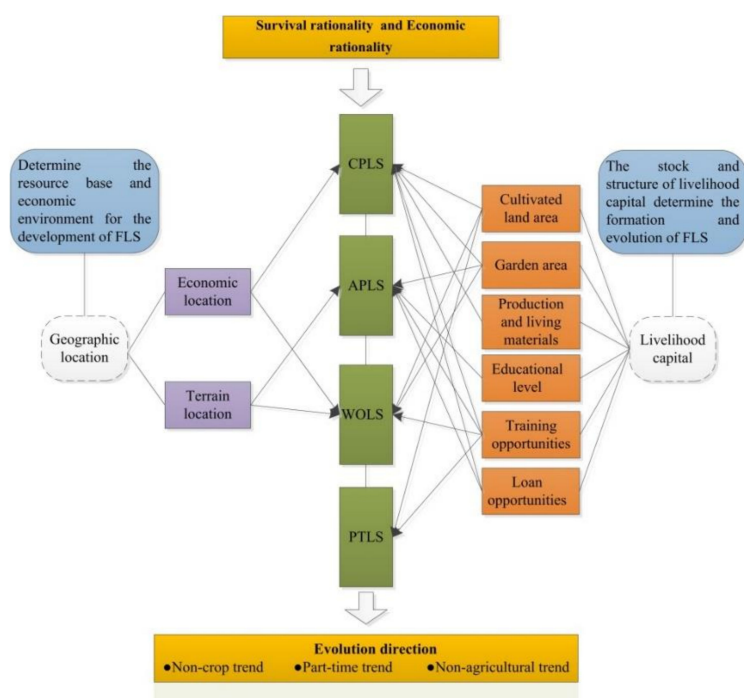 Survival rationality and Economic
rationality
Determine the
resource base and
economic
environment for the
development of FLS
Geographic
location
Economic
location
Terrain
location
CPLS
APLS
WOLS
PTLS
Cultivated
land area
Garden area
Production
and living
materials
Educational
level
Training
opportunities
Loan
opportunities
The stock and
structure of livelihood
capital determine the
formation and
evolution of FLS
Livelihood
capital
Evolution direction
●Non-crop trend ●Part-time trend ●Non-agricultural trend